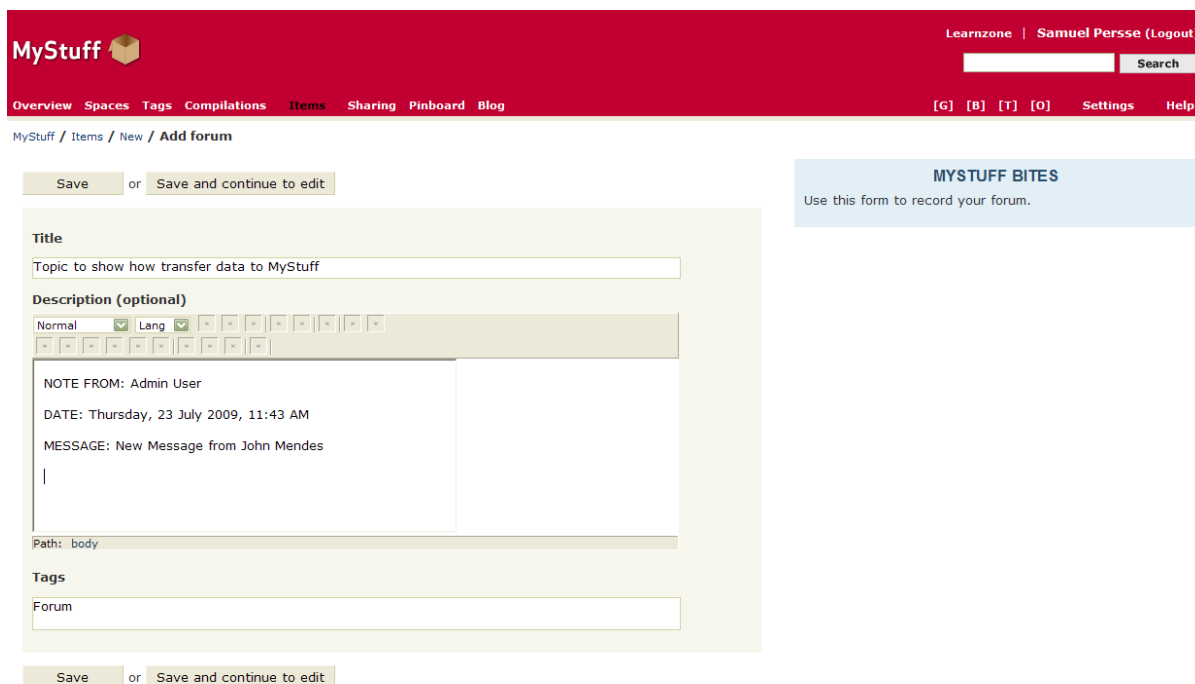 Learnzone | Samuel Persse (Logout)
MyStuff
Search
Overview Spaces Tags Compilations Items Sharing Pinboard Blog
[G] [B] [T] [O] Settings Help
MyStuff / Items / New / Add forum
Save or Save and continue to edit
MYSTUFF BITES
Use this form to record your forum.
Title
Topic to show how transfer data to MyStuff
Description (optional)
Normal Lang
NOTE FROM: Admin User
DATE: Thursday, 23 July 2009, 11:43 AM
MESSAGE: New Message from John Mendes
Path: body
Tags
Forum
Save or Save and continue to edit